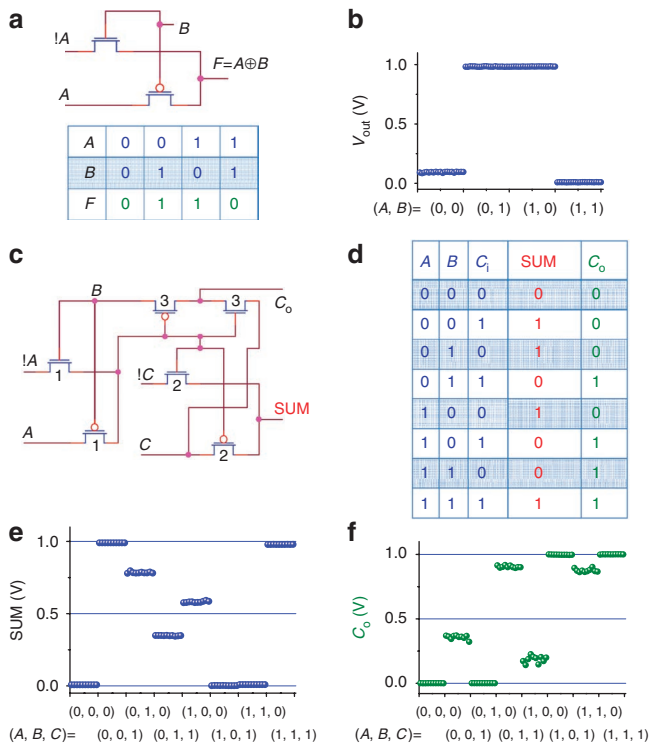 a
!A
B
F=A⊕B
A
A 0 0 1 1
B 0 1 0 1
F 0 1 1 0
b
Vout (V)
1.0
0.5
0.0
(A, B)= (0, 0) (0, 1) (1, 0) (1, 1)
c
B
3 3
Co
!A
1
!C
2
SUM
A
1
C
2
d
A B Ci SUM Co
0 0 0 0 0
0 0 1 1 0
0 1 0 1 0
0 1 1 0 1
1 0 0 1 0
1 0 1 0 1
1 1 0 0 1
1 1 1 1 1
e
SUM (V)
1.0
0.5
0.0
(0, 0, 0) (0, 1, 0) (1, 0, 0) (1, 1, 0)
(A, B, C)= (0, 0, 1) (0, 1, 1) (1, 0, 1) (1, 1, 1)
f
Co (V)
1.0
0.5
0.0
(0, 0, 0) (0, 1, 0) (1, 0, 0) (1, 1, 0)
(A, B, C)= (0, 0, 1) (0, 1, 1) (1, 0, 1) (1, 1, 1)